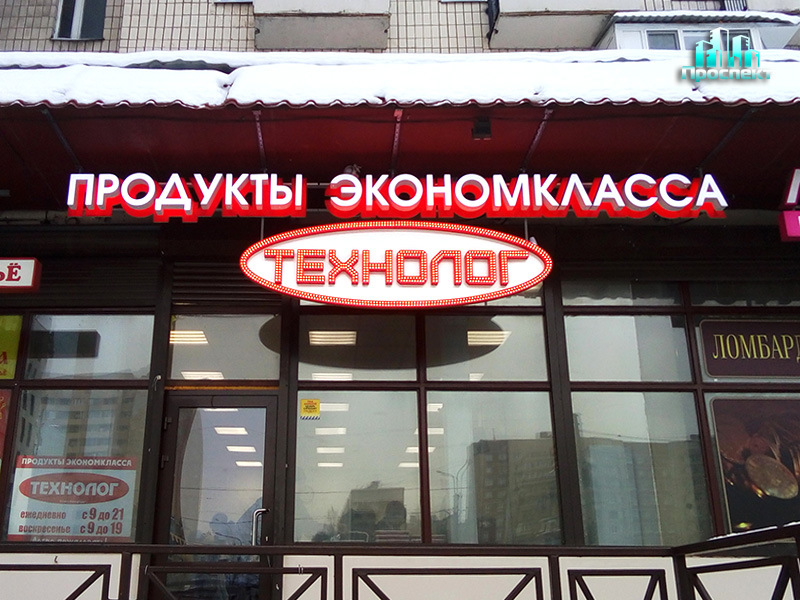 Проспект
ПРОДУКТЫ ЭКОНОМКЛАССА
ТЕХНОЛОГ
ЛОМБАРД
ПРОДУКТЫ ЭКОНОМКЛАССА
ТЕХНОЛОГ
ежедневно с 9 до 21
воскресенье с 9 до 19